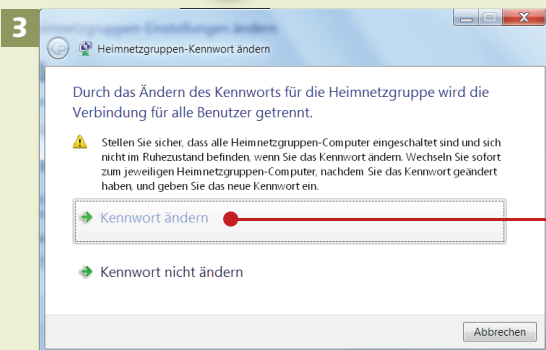 3
Heimnetzgruppen-Kennwort ändern
Durch das Ändern des Kennworts für die Heimnetzgruppe wird die
Verbindung für alle Benutzer getrennt.
Stellen Sie sicher, dass alle Heimnetzgruppen-Computer eingeschaltet sind und sich
nicht im Ruhezustand befinden, wenn Sie das Kennwort ändern. Wechseln Sie sofort
zum jeweiligen Heimnetzgruppen-Computer, nachdem Sie das Kennwort geändert
haben, und geben Sie das neue Kennwort ein.
Kennwort ändern
Kennwort nicht ändern
Abbrechen